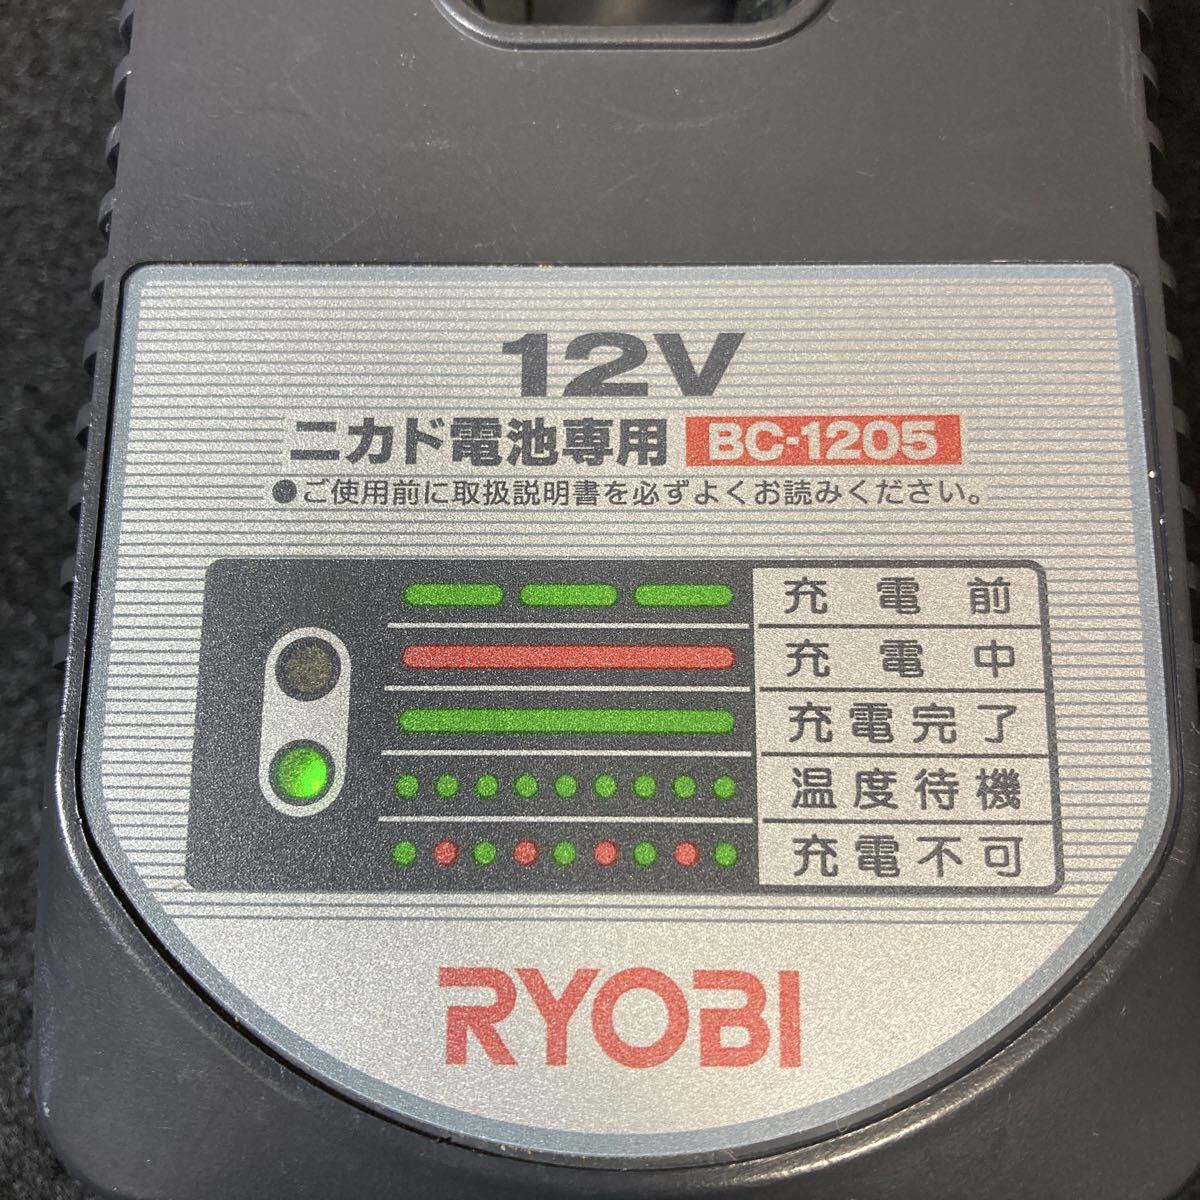 12V
ニカド電池専用 BC-1205
●ご使用前に取扱説明書を必ずよくお読みください。
充電前
充電中
充電完了
温度待機
充電不可
RYOBI